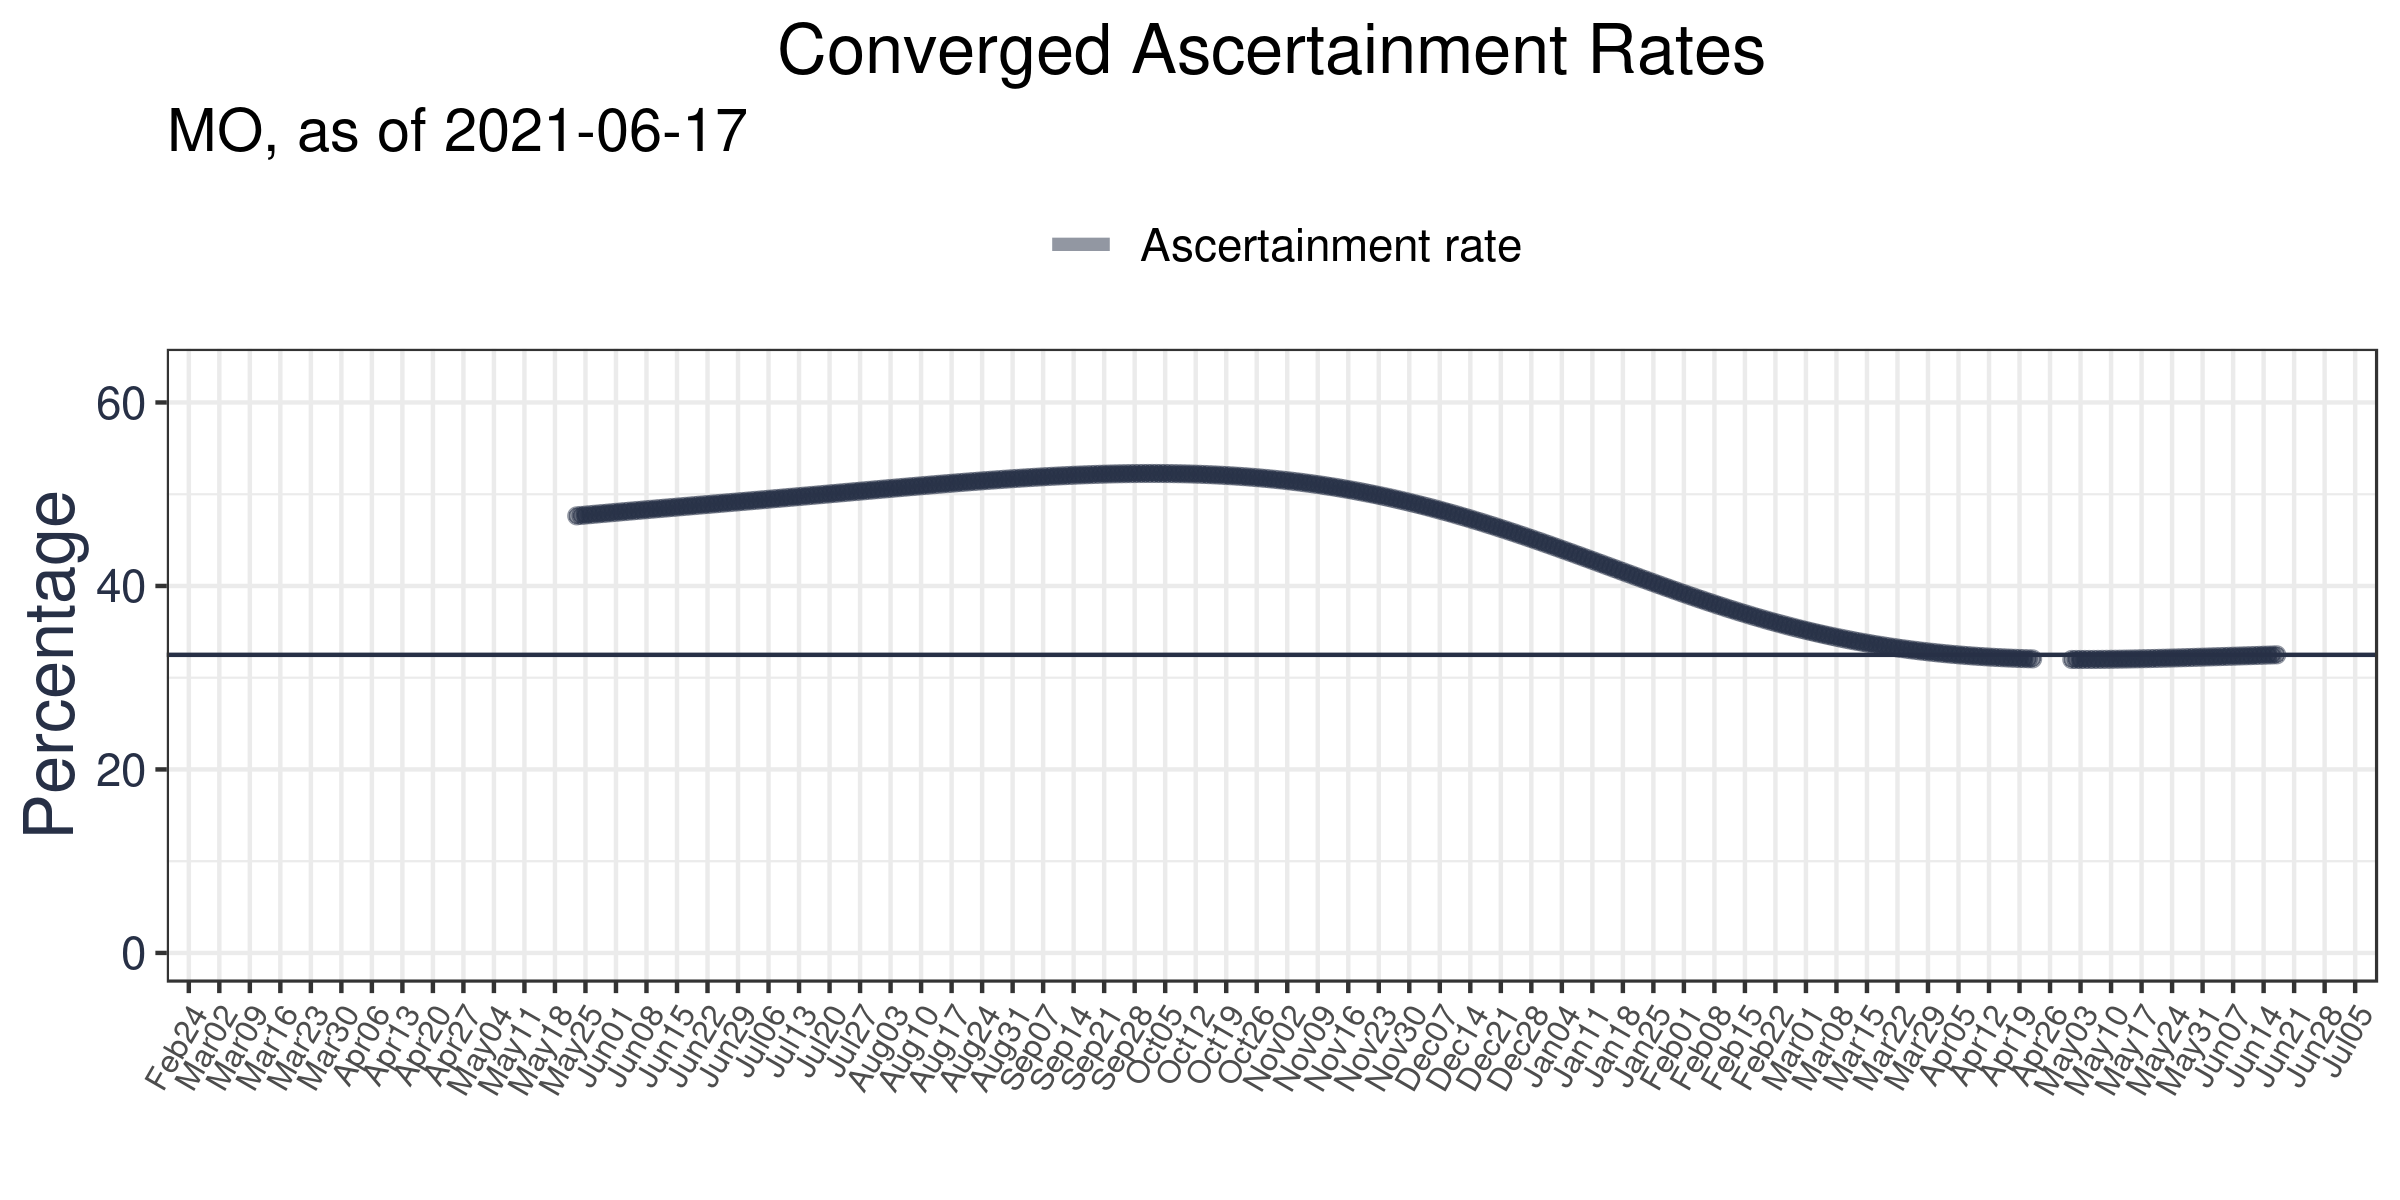 Converged Ascertainment Rates
MO, as of 2021-06-17
Ascertainment rate
Percentage
60
40
20
0
Feb24
Mar02
Mar09
Mar16
Mar23
Mar30
Apr06
Apr13
Apr20
Apr27
May04
May11
May18
May25
Jun01
Jun08
Jun15
Jun22
Jun29
Jul06
Jul13
Jul20
Jul27
Aug03
Aug10
Aug17
Aug24
Aug31
Sep07
Sep14
Sep21
Sep28
Oct05
Oct12
Oct19
Oct26
Nov02
Nov09
Nov16
Nov23
Nov30
Dec07
Dec14
Dec21
Dec28
Jan04
Jan11
Jan18
Jan25
Feb01
Feb08
Feb15
Feb22
Mar01
Mar08
Mar15
Mar22
Mar29
Apr05
Apr12
Apr19
Apr26
May03
May10
May17
May24
May31
Jun07
Jun14
Jun21
Jun28
Jul05